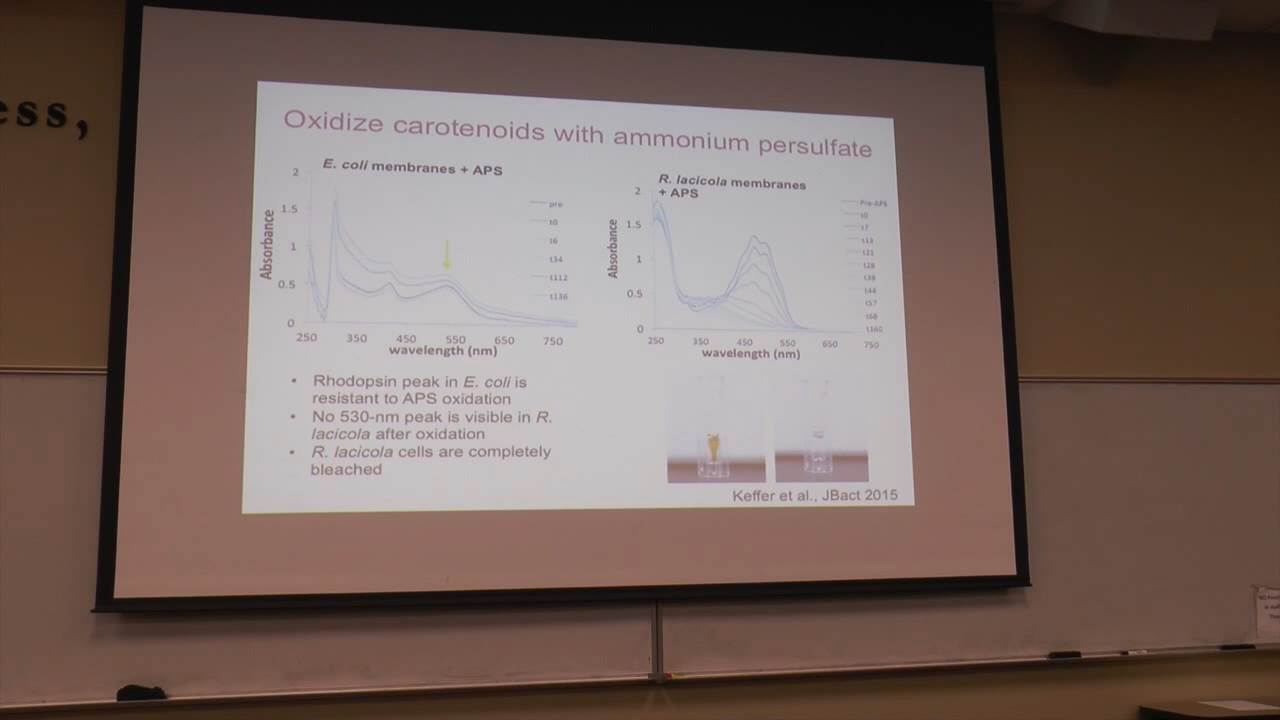 ess,
Oxidize carotenoids with ammonium persulfate
E. coli membranes + APS
2
1.5
1
0.5
0
Absorbance
250 350 450 550 650 750
wavelength (nm)
pre
t0
t6
t34
t112
t136
R. lacicola membranes
+ APS
2
1.5
1
0.5
0
Absorbance
250 350 450 550 650 750
wavelength (nm)
Pre-APS
t0
t7
t13
t21
t28
t38
t44
t57
t68
t160
• Rhodopsin peak in E. coli is
resistant to APS oxidation
• No 530-nm peak is visible in R.
lacicola after oxidation
• R. lacicola cells are completely
bleached
Keffer et al., JBact 2015